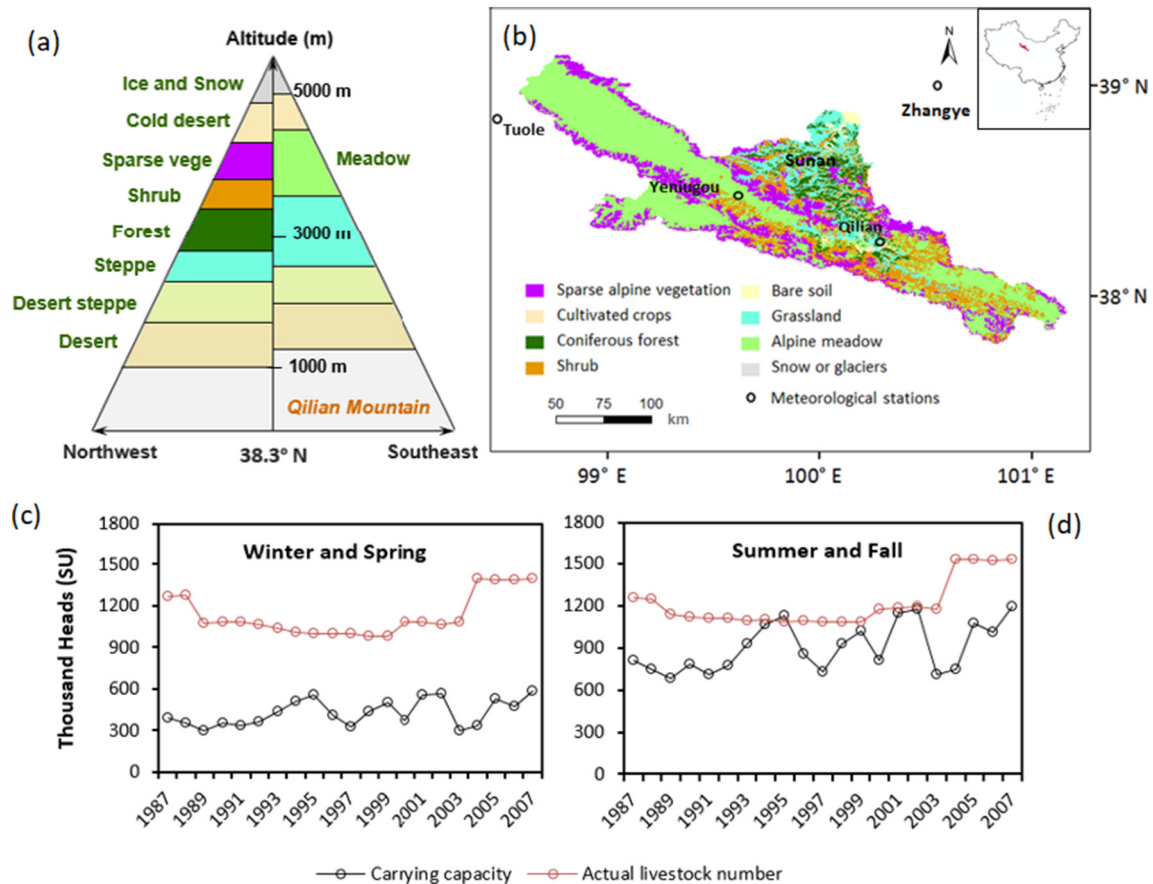 (a)
Altitude (m)
Ice and Snow
5000 m
Cold desert
Sparse vege
Meadow
Shrub
Forest
3000 m
Steppe
Desert steppe
Desert
1000 m
Qilian Mountain
Northwest
38.3° N
Southeast
(b)
N
Zhangye
39° N
Tuole
Sunan
Yeniugou
Qilian
38° N
Sparse alpine vegetation
Bare soil
Cultivated crops
Grassland
Coniferous forest
Alpine meadow
Shrub
Snow or glaciers
Meteorological stations
50 75 100
km
99° E
100° E
101° E
(c)
Winter and Spring
Thousand Heads (SU)
1800
1500
1200
900
600
300
0
1987 1989 1991 1993 1995 1997 1999 2001 2003 2005 2007
(d)
Summer and Fall
1800
1500
1200
900
600
300
0
1987 1989 1991 1993 1995 1997 1999 2001 2003 2005 2007
Carrying capacity
Actual livestock number